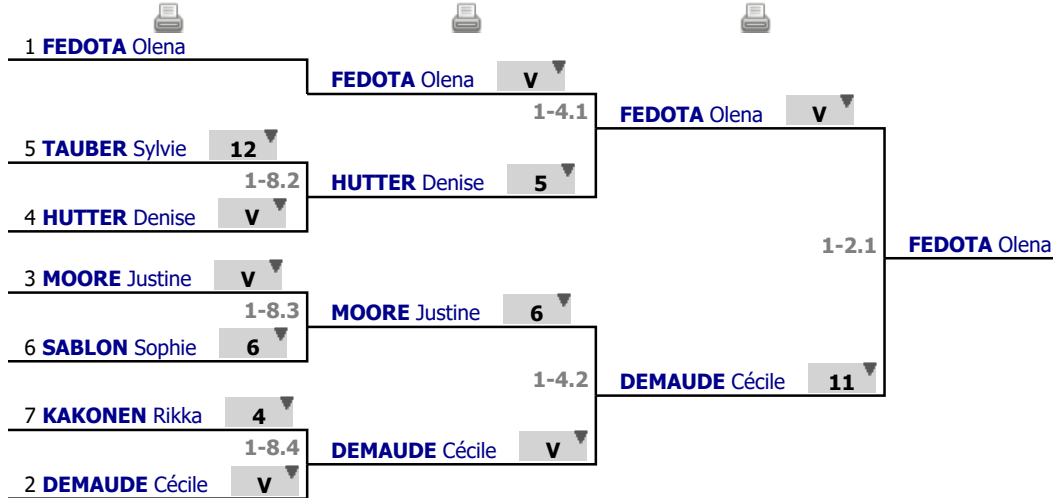 1 FEDOTA Olena
FEDOTA Olena V
1-4.1
FEDOTA Olena V
5 TAUBER Sylvie 12
1-8.2
HUTTER Denise 5
4 HUTTER Denise V
1-2.1
FEDOTA Olena
3 MOORE Justine V
1-8.3
MOORE Justine 6
6 SABLON Sophie 6
1-4.2
DEMAUDE Cécile 11
7 KAKONEN Rikka 4
1-8.4
DEMAUDE Cécile V
2 DEMAUDE Cécile V